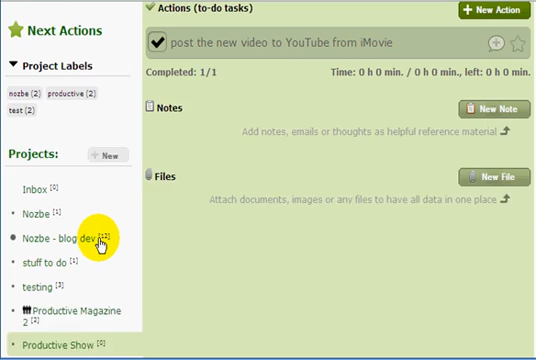 Next Actions
Project Labels
nozbe (2) productive (2)
test (2)
Projects:
+ New
Inbox [0]
Nozbe [1]
Nozbe - blog dev [12]
stuff to do [1]
testing [3]
Productive Magazine
2 [2]
Productive Show [0]
Actions (to-do tasks)
+ New Action
post the new video to YouTube from iMovie
Completed: 1/1
Time: 0 h 0 min. / 0 h 0 min., left: 0 h 0 min.
Notes
New Note
Add notes, emails or thoughts as helpful reference material
Files
New File
Attach documents, images or any files to have all data in one place